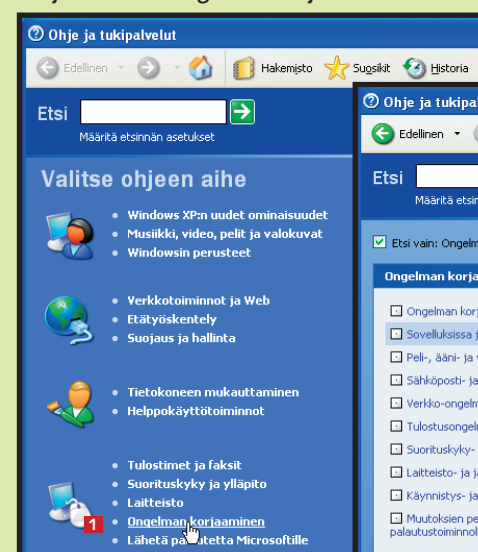 Ohje ja tukipalvelut
Edellinen
Hakemisto
Suosikit
Historia
Etsi
Määritä etsinnän asetukset
Valitse ohjeen aihe
Windows XP:n uudet ominaisuudet
Musiikki, video, pelit ja valokuvat
Windowsin perusteet
Verkkotoiminnot ja Web
Etätyöskentely
Suojaus ja hallinta
Tietokoneen mukauttaminen
Helppokäyttötoiminnot
Tulostimet ja faksit
Suorituskyky ja ylläpito
Laitteisto
1
Ongelman korjaaminen
Lähetä palautetta Microsoftille
Ohje ja tukipal
Edellinen
Etsi
Määritä etsin
Etsi vain: Ongelm
Ongelman korja
Ongelman korj
Sovelluksissa j
Peli-, ääni- ja v
Sähköposti- ja
Verkko-ongelm
Tulostusongelm
Suorituskyky-
Laitteisto- ja jä
Käynnistys- ja
Muutoksien pe
palautustoiminnol